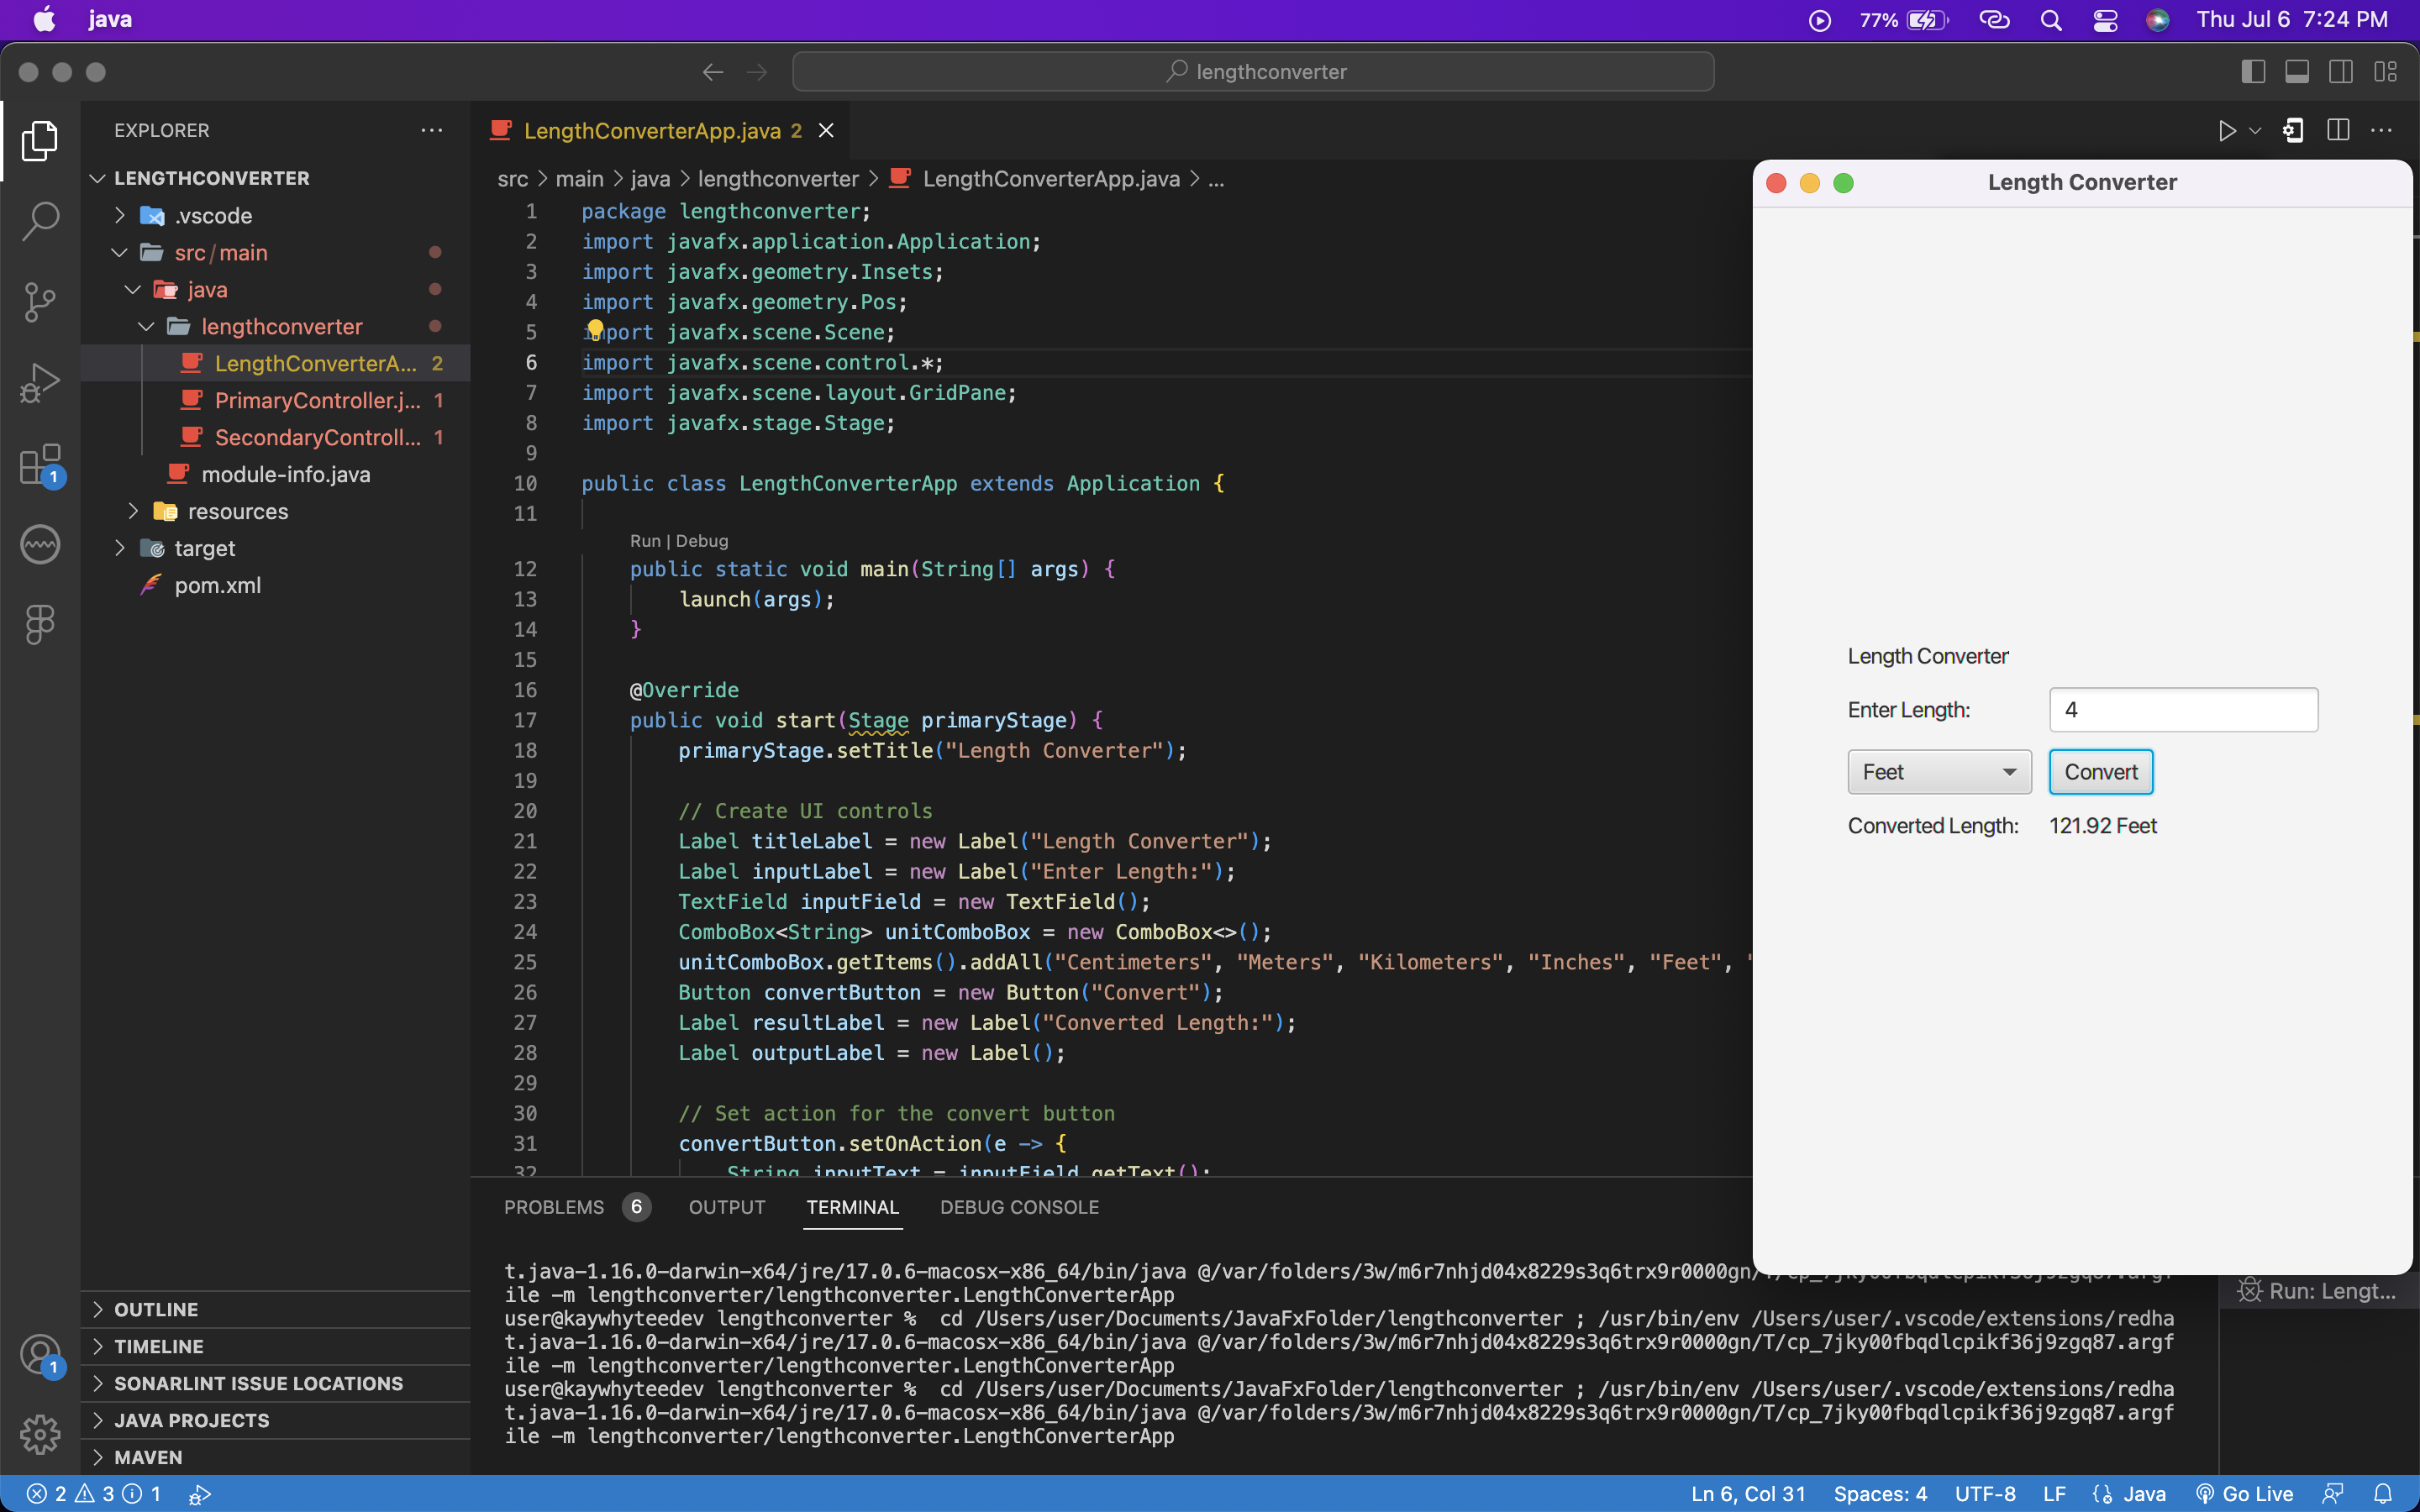 java
77%
Thu Jul 6 7:24 PM
lengthconverter
EXPLORER
LENGTHCONVERTER
.vscode
src/main
java
lengthconverter
LengthConverterA... 2
PrimaryController.j... 1
SecondaryControll... 1
module-info.java
resources
target
pom.xml
OUTLINE
TIMELINE
SONARLINT ISSUE LOCATIONS
JAVA PROJECTS
MAVEN
1
1
LengthConverterApp.java 2
src > main > java > lengthconverter > LengthConverterApp.java > ...
1 package lengthconverter;
2 import javafx.application.Application;
3 import javafx.geometry.Insets;
4 import javafx.geometry.Pos;
5 import javafx.scene.Scene;
6 import javafx.scene.control.*;
7 import javafx.scene.layout.GridPane;
8 import javafx.stage.Stage;
9
10 public class LengthConverterApp extends Application {
11
Run | Debug
12 public static void main(String[] args) {
13 launch(args);
14 }
15
16 @Override
17 public void start(Stage primaryStage) {
18 primaryStage.setTitle("Length Converter");
19
20 // Create UI controls
21 Label titleLabel = new Label("Length Converter");
22 Label inputLabel = new Label("Enter Length:");
23 TextField inputField = new TextField();
24 ComboBox<String> unitComboBox = new ComboBox<>();
25 unitComboBox.getItems().addAll("Centimeters", "Meters", "Kilometers", "Inches", "Feet", "
26 Button convertButton = new Button("Convert");
27 Label resultLabel = new Label("Converted Length:");
28 Label outputLabel = new Label();
29
30 // Set action for the convert button
31 convertButton.setOnAction(e -> {
32 String inputText = inputField.getText();
Length Converter
Length Converter
Enter Length: 4
Feet Convert
Converted Length: 121.92 Feet
PROBLEMS 6 OUTPUT TERMINAL DEBUG CONSOLE
t.java-1.16.0-darwin-x64/jre/17.0.6-macosx-x86_64/bin/java @/var/folders/3w/m6r7nhjd04x8229s3q6trx9r0000gn/T/cp_7jky00fbqdlcpikf36j9zgq87.argf
ile -m lengthconverter/lengthconverter.LengthConverterApp
user@kaywhyteedev lengthconverter % cd /Users/user/Documents/JavaFxFolder/lengthconverter ; /usr/bin/env /Users/user/.vscode/extensions/redha
t.java-1.16.0-darwin-x64/jre/17.0.6-macosx-x86_64/bin/java @/var/folders/3w/m6r7nhjd04x8229s3q6trx9r0000gn/T/cp_7jky00fbqdlcpikf36j9zgq87.argf
ile -m lengthconverter/lengthconverter.LengthConverterApp
user@kaywhyteedev lengthconverter % cd /Users/user/Documents/JavaFxFolder/lengthconverter ; /usr/bin/env /Users/user/.vscode/extensions/redha
t.java-1.16.0-darwin-x64/jre/17.0.6-macosx-x86_64/bin/java @/var/folders/3w/m6r7nhjd04x8229s3q6trx9r0000gn/T/cp_7jky00fbqdlcpikf36j9zgq87.argf
ile -m lengthconverter/lengthconverter.LengthConverterApp
Run: Lengt...
2 3 1
Ln 6, Col 31 Spaces: 4 UTF-8 LF Java Go Live